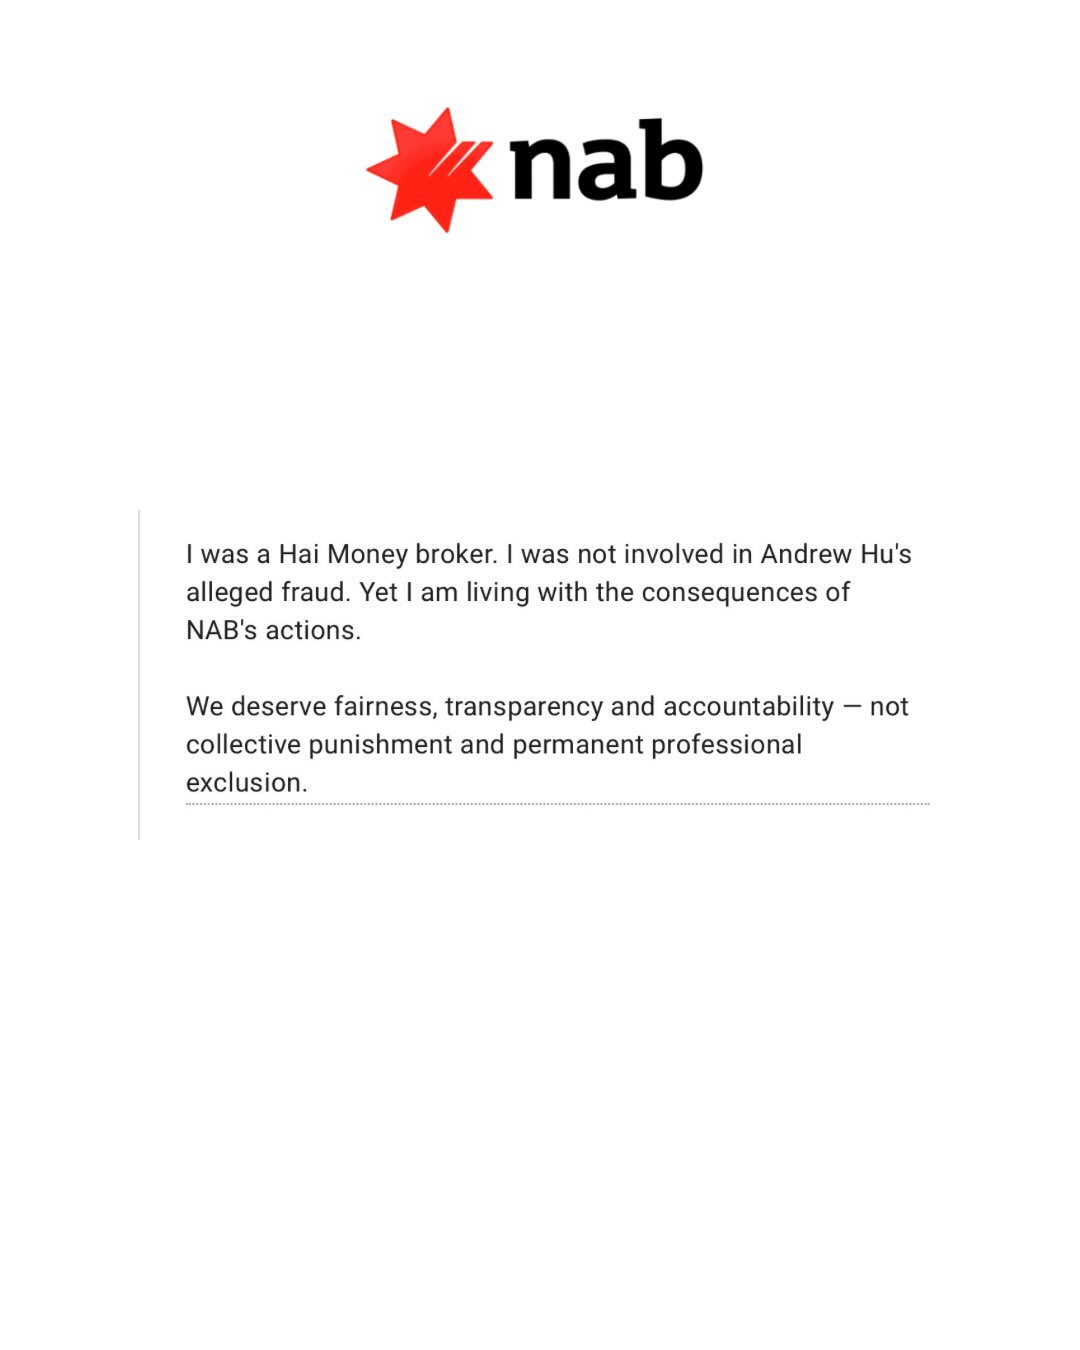 nab
I was a Hai Money broker. I was not involved in Andrew Hu's
alleged fraud. Yet I am living with the consequences of
NAB's actions.
We deserve fairness, transparency and accountability — not
collective punishment and permanent professional
exclusion.